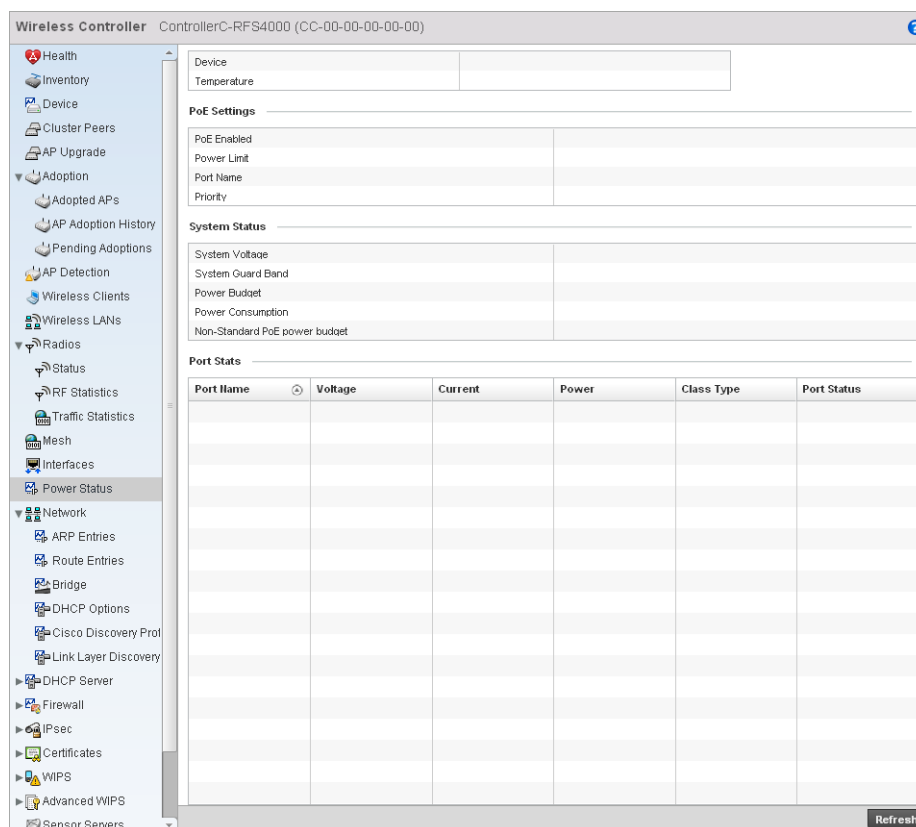 Wireless Controller ControllerC-RFS4000 (CC-00-00-00-00-00)
Health
Inventory
Device
Cluster Peers
AP Upgrade
Adoption
Adopted APs
AP Adoption History
Pending Adoptions
AP Detection
Wireless Clients
Wireless LANs
Radios
Status
RF Statistics
Traffic Statistics
Mesh
Interfaces
Power Status
Network
ARP Entries
Route Entries
Bridge
DHCP Options
Cisco Discovery Prot
Link Layer Discovery
DHCP Server
Firewall
IPsec
Certificates
WIPS
Advanced WIPS
Sensor Servers
Device
Temperature
PoE Settings
PoE Enabled
Power Limit
Port Name
Priority
System Status
System Voltage
System Guard Band
Power Budget
Power Consumption
Non-Standard PoE power budget
Port Stats
Port Name Voltage Current Power Class Type Port Status
Refresh